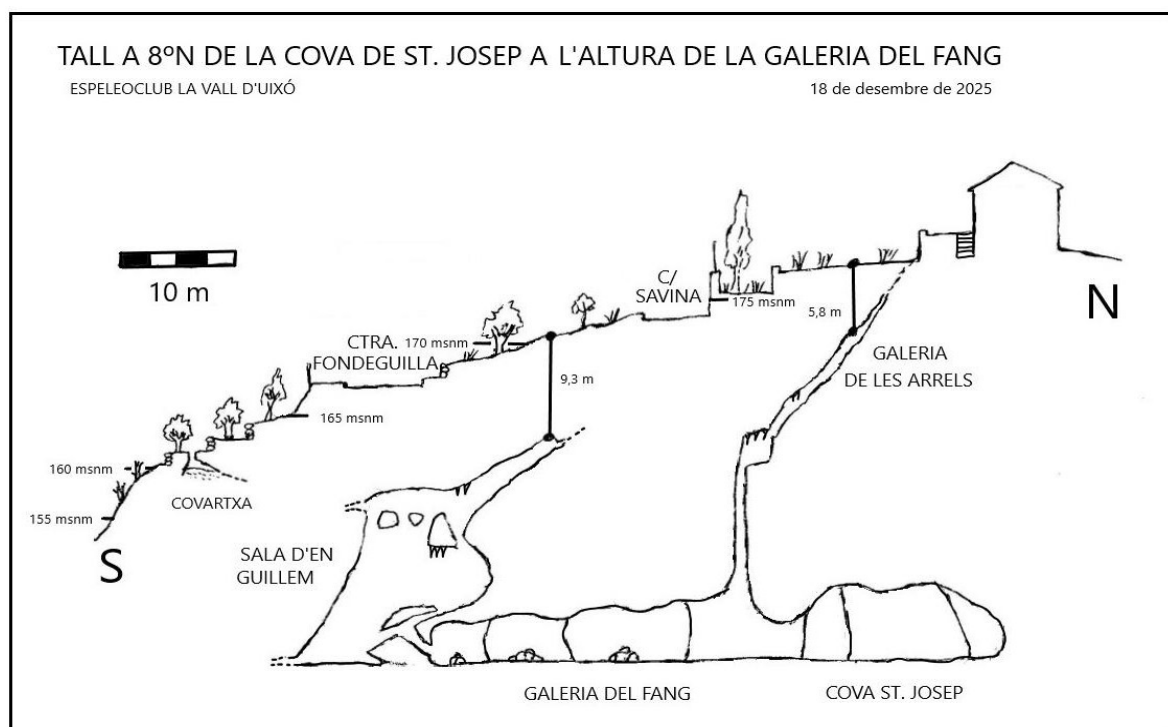 TALL A 8ºN DE LA COVA DE ST. JOSEP A L'ALTURA DE LA GALERIA DEL FANG
ESPELEOCLUB LA VALL D'UIXÓ
18 de desembre de 2025
10 m
C/
SAVINA
175 msnm
5,8 m
N
CTRA.
FONDEGUILLA
170 msnm
GALERIA
DE LES ARRELS
9,3 m
165 msnm
160 msnm
COVARTXA
155 msnm
S
SALA D'EN
GUILLEM
GALERIA DEL FANG
COVA ST. JOSEP